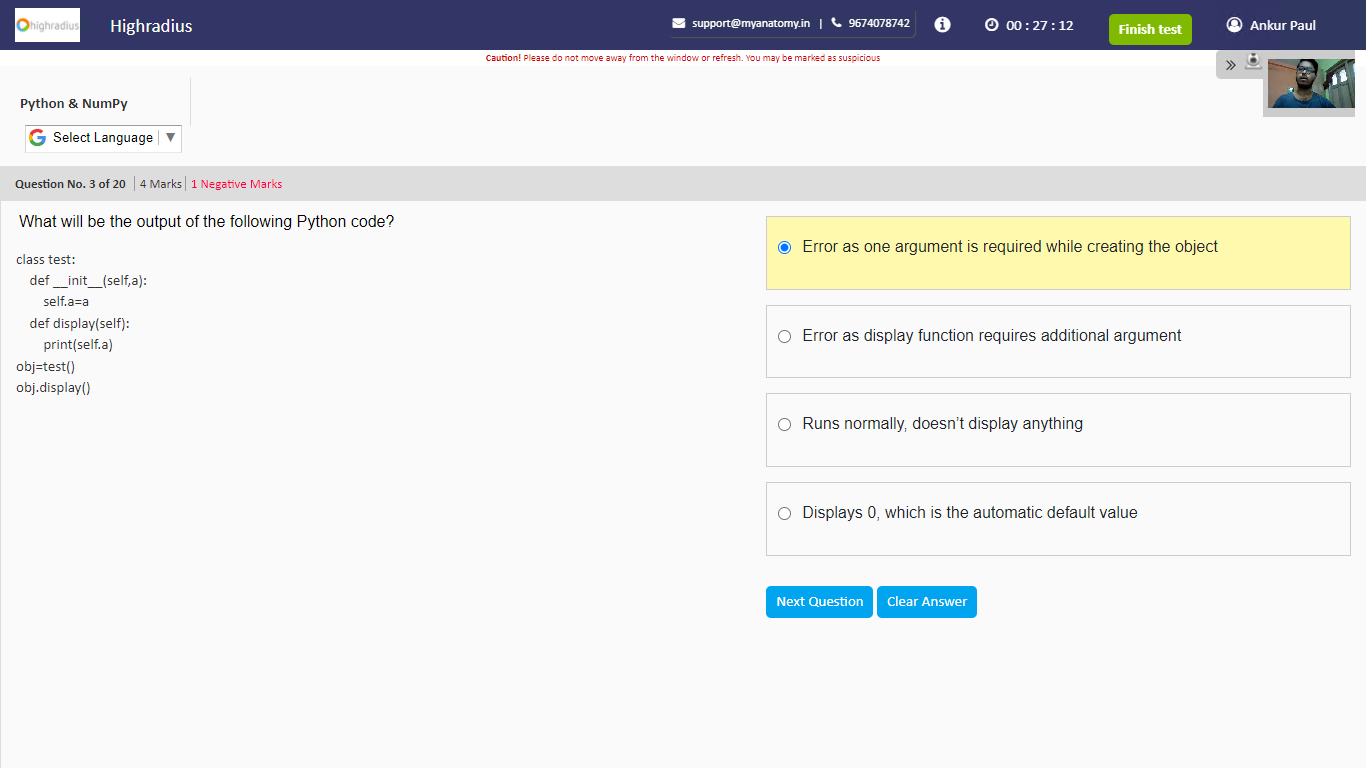 highradius
Highradius
support@myanatomy.in | 9674078742
00 : 27 : 12
Finish test
Ankur Paul
Caution! Please do not move away from the window or refresh. You may be marked as suspicious
Python & NumPy
Select Language
Question No. 3 of 20 | 4 Marks | 1 Negative Marks
What will be the output of the following Python code?
class test:
def __init__(self,a):
self.a=a
def display(self):
print(self.a)
obj=test()
obj.display()
Error as one argument is required while creating the object
Error as display function requires additional argument
Runs normally, doesn’t display anything
Displays 0, which is the automatic default value
Next Question
Clear Answer